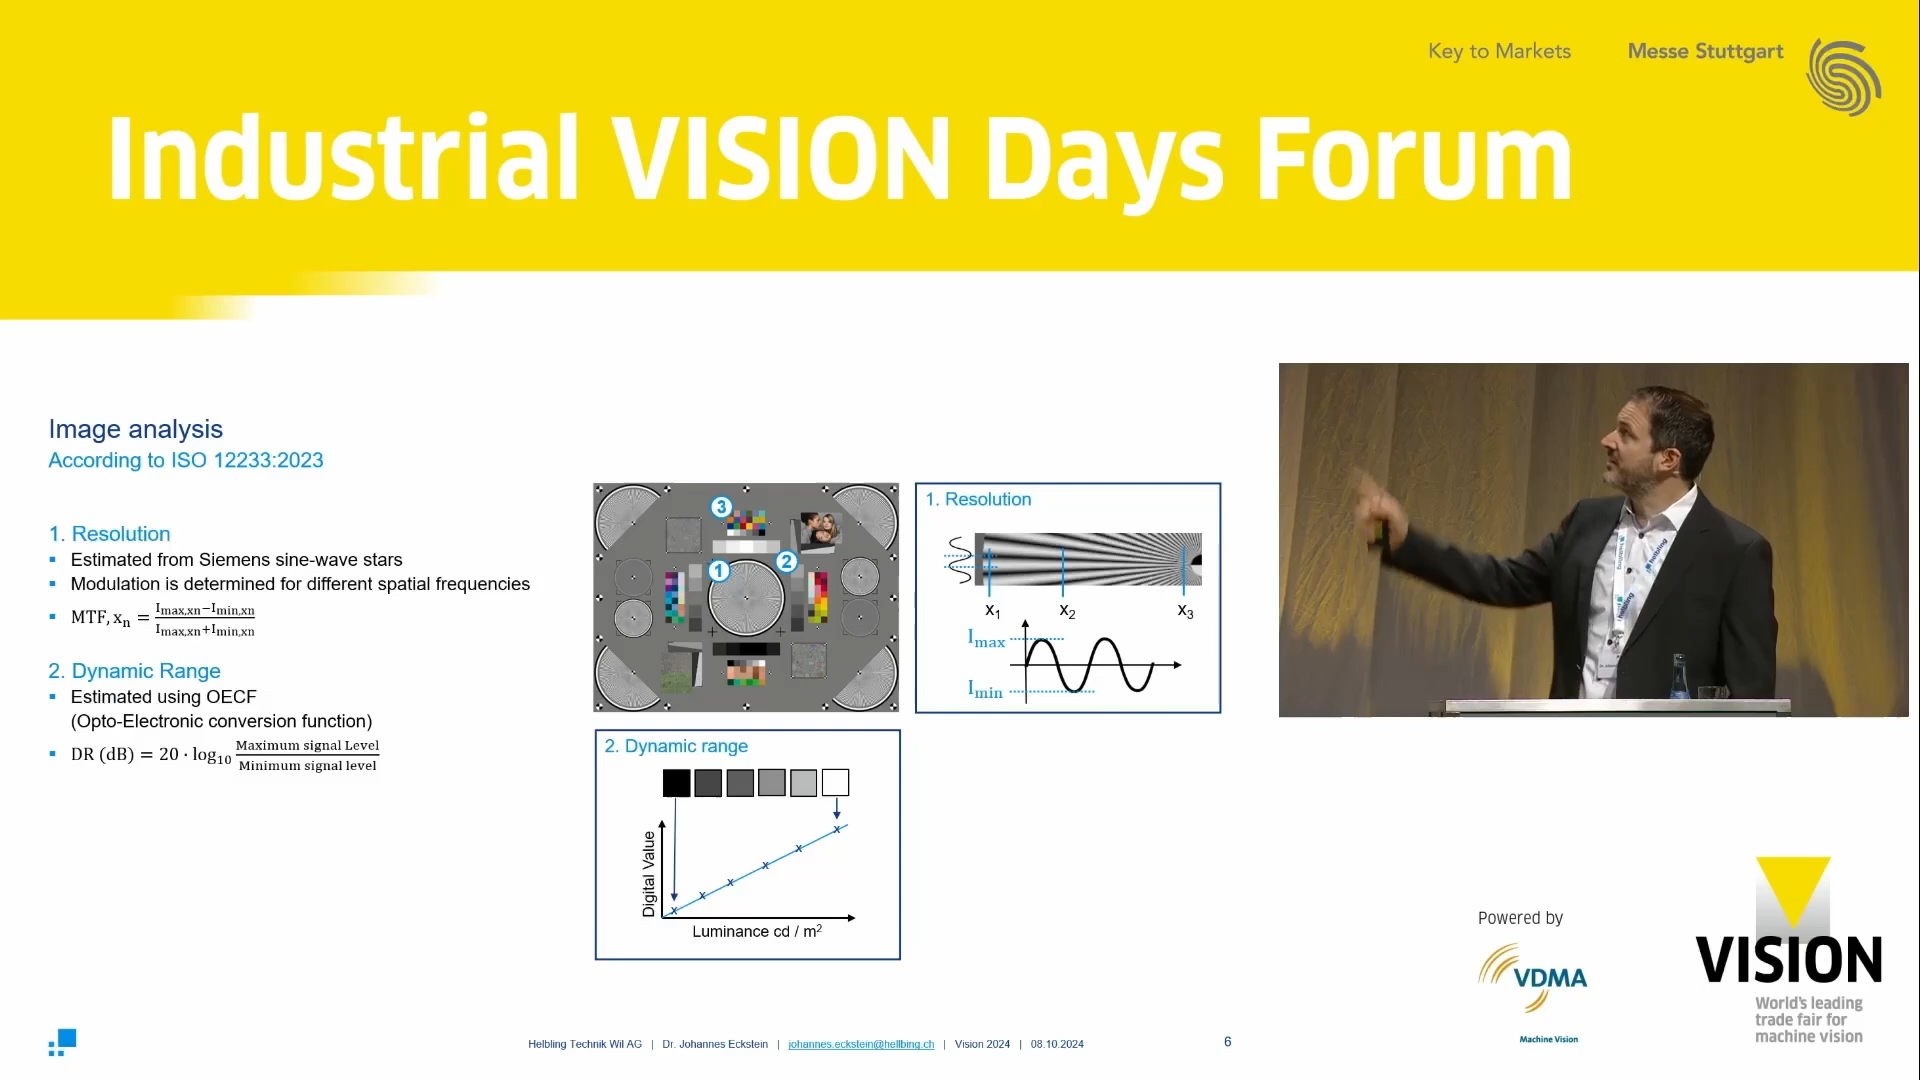 Key to Markets
Messe Stuttgart
Industrial VISION Days Forum
Image analysis
According to ISO 12233:2023
1. Resolution
▪ Estimated from Siemens sine-wave stars
▪ Modulation is determined for different spatial frequencies
▪ MTF, xₙ = (I_max,xn − I_min,xn) / (I_max,xn + I_min,xn)
2. Dynamic Range
▪ Estimated using OECF
(Opto-Electronic conversion function)
▪ DR (dB) = 20 · log₁₀ (Maximum signal Level / Minimum signal level)
3
2
1
1. Resolution
x₁ x₂ x₃
I_max
I_min
2. Dynamic range
Digital Value
Luminance cd / m²
Helbling
Powered by
VDMA
Machine Vision
VISION
World's leading
trade fair for
machine vision
Helbling Technik Wil AG | Dr. Johannes Eckstein | johannes.eckstein@hellbing.ch | Vision 2024 | 08.10.2024
6